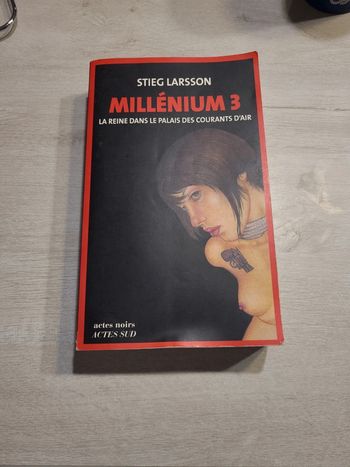 STIEG LARSSON
MILLÉNIUM 3
LA REINE DANS LE PALAIS DES COURANTS D'AIR
actes noirs
ACTES SUD